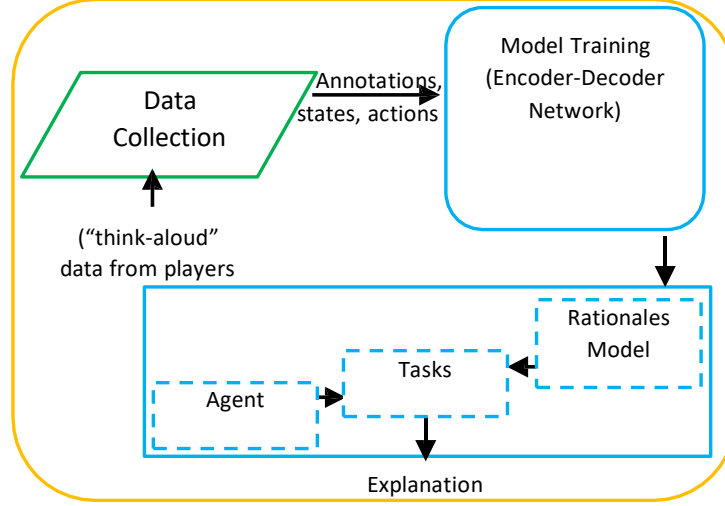 Data
Collection
Annotations,
states, actions
Model Training
(Encoder-Decoder
Network)
(“think-aloud”
data from players
Rationales
Model
Tasks
Agent
Explanation